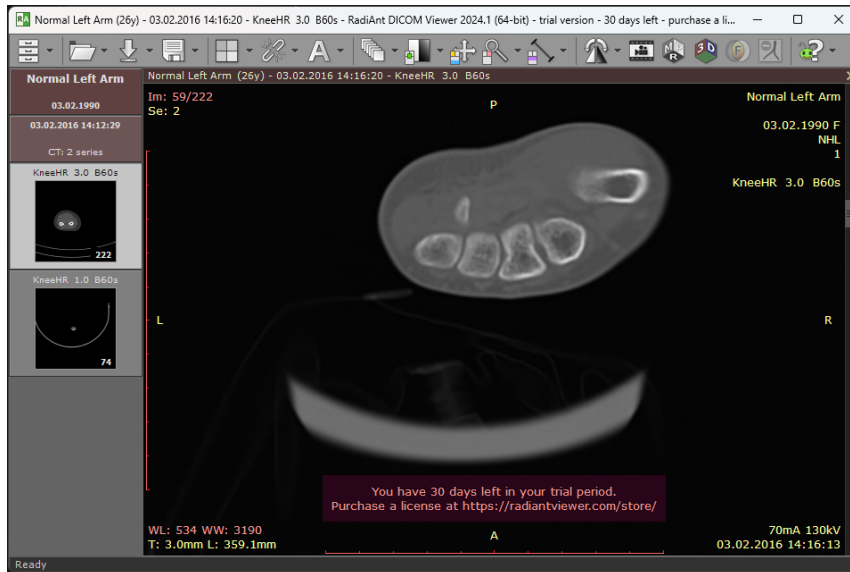 Normal Left Arm (26y) - 03.02.2016 14:16:20 - KneeHR 3.0 B60s - RadiAnt DICOM Viewer 2024.1 (64-bit) - trial version - 30 days left - purchase a li...
Normal Left Arm
03.02.1990
03.02.2016 14:12:29
CT: 2 series
KneeHR 3.0 B60s
222
KneeHR 1.0 B60s
74
Normal Left Arm (26y) - 03.02.2016 14:16:20 - KneeHR 3.0 B60s
Im: 59/222
Se: 2
P
Normal Left Arm
03.02.1990 F
NHL
1
KneeHR 3.0 B60s
L
R
You have 30 days left in your trial period.
Purchase a license at https://radiantviewer.com/store/
WL: 534 WW: 3190
T: 3.0mm L: 359.1mm
A
70mA 130kV
03.02.2016 14:16:13
Ready